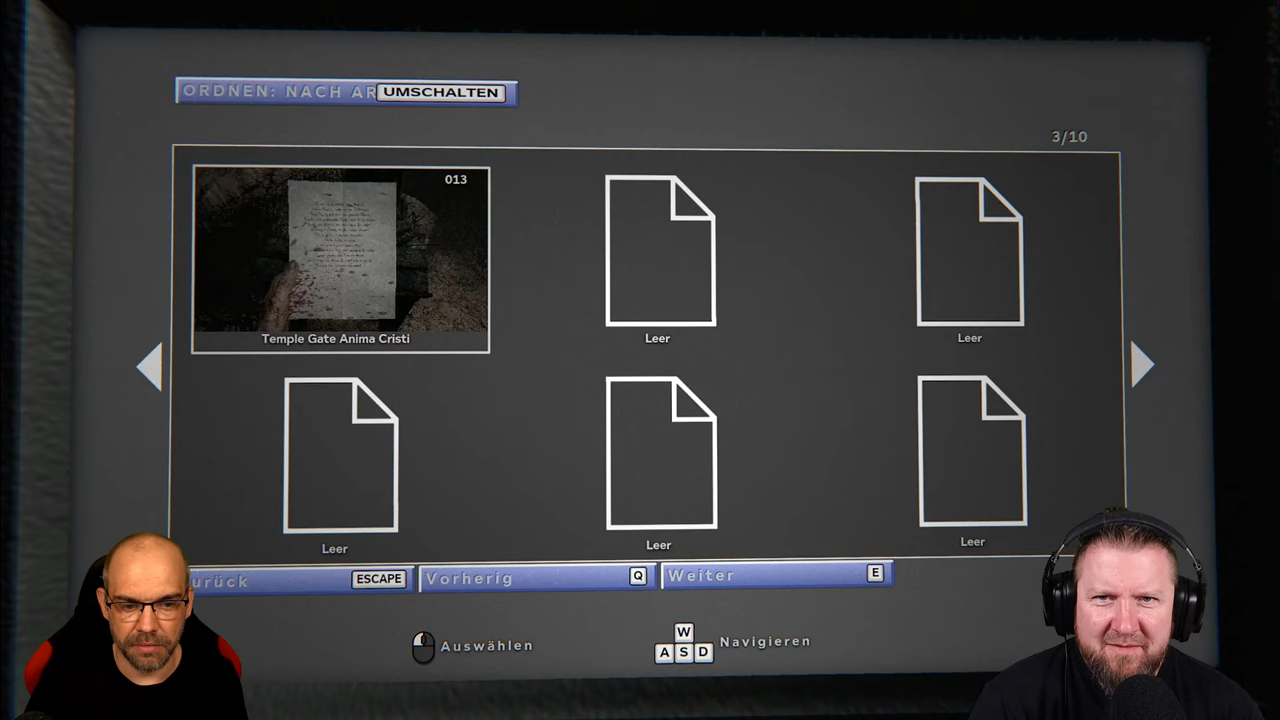 ORDNEN: NACH AR UMSCHALTEN
3/10
013
Temple Gate Anima Cristi
Leer
Leer
Leer
Leer
Leer
urück ESCAPE
Vorherig Q
Weiter E
Auswählen
W
A S D
Navigieren